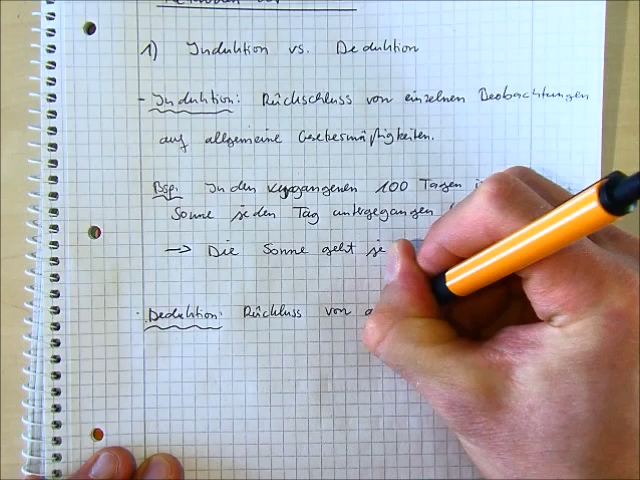 1) Induktion vs. Deduktion
- Induktion: Rückschluss von einzelnen Beobachtungen
auf allgemeine Gesetzmäßigkeiten.
Bsp: In den vergangenen 100 Tagen
Sonne jeden Tag untergegangen
→ Die Sonne geht je
Deduktion: Rückluss von